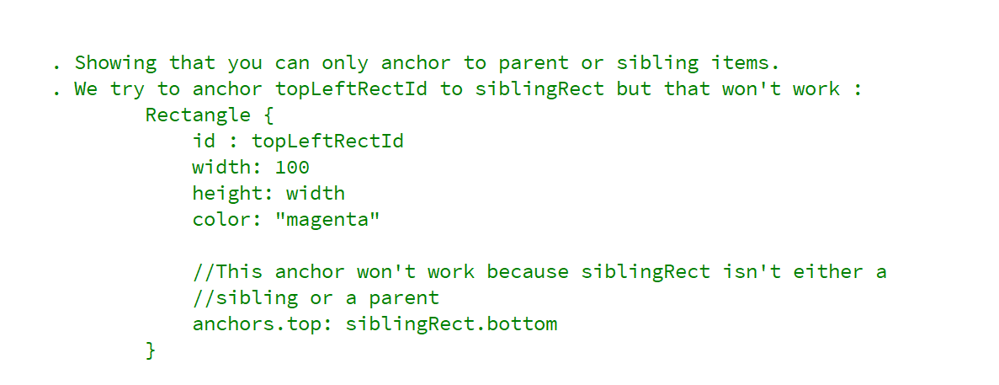 . Showing that you can only anchor to parent or sibling items.
. We try to anchor topLeftRectId to siblingRect but that won't work :
Rectangle {
id : topLeftRectId
width: 100
height: width
color: "magenta"
//This anchor won't work because siblingRect isn't either a
//sibling or a parent
anchors.top: siblingRect.bottom
}